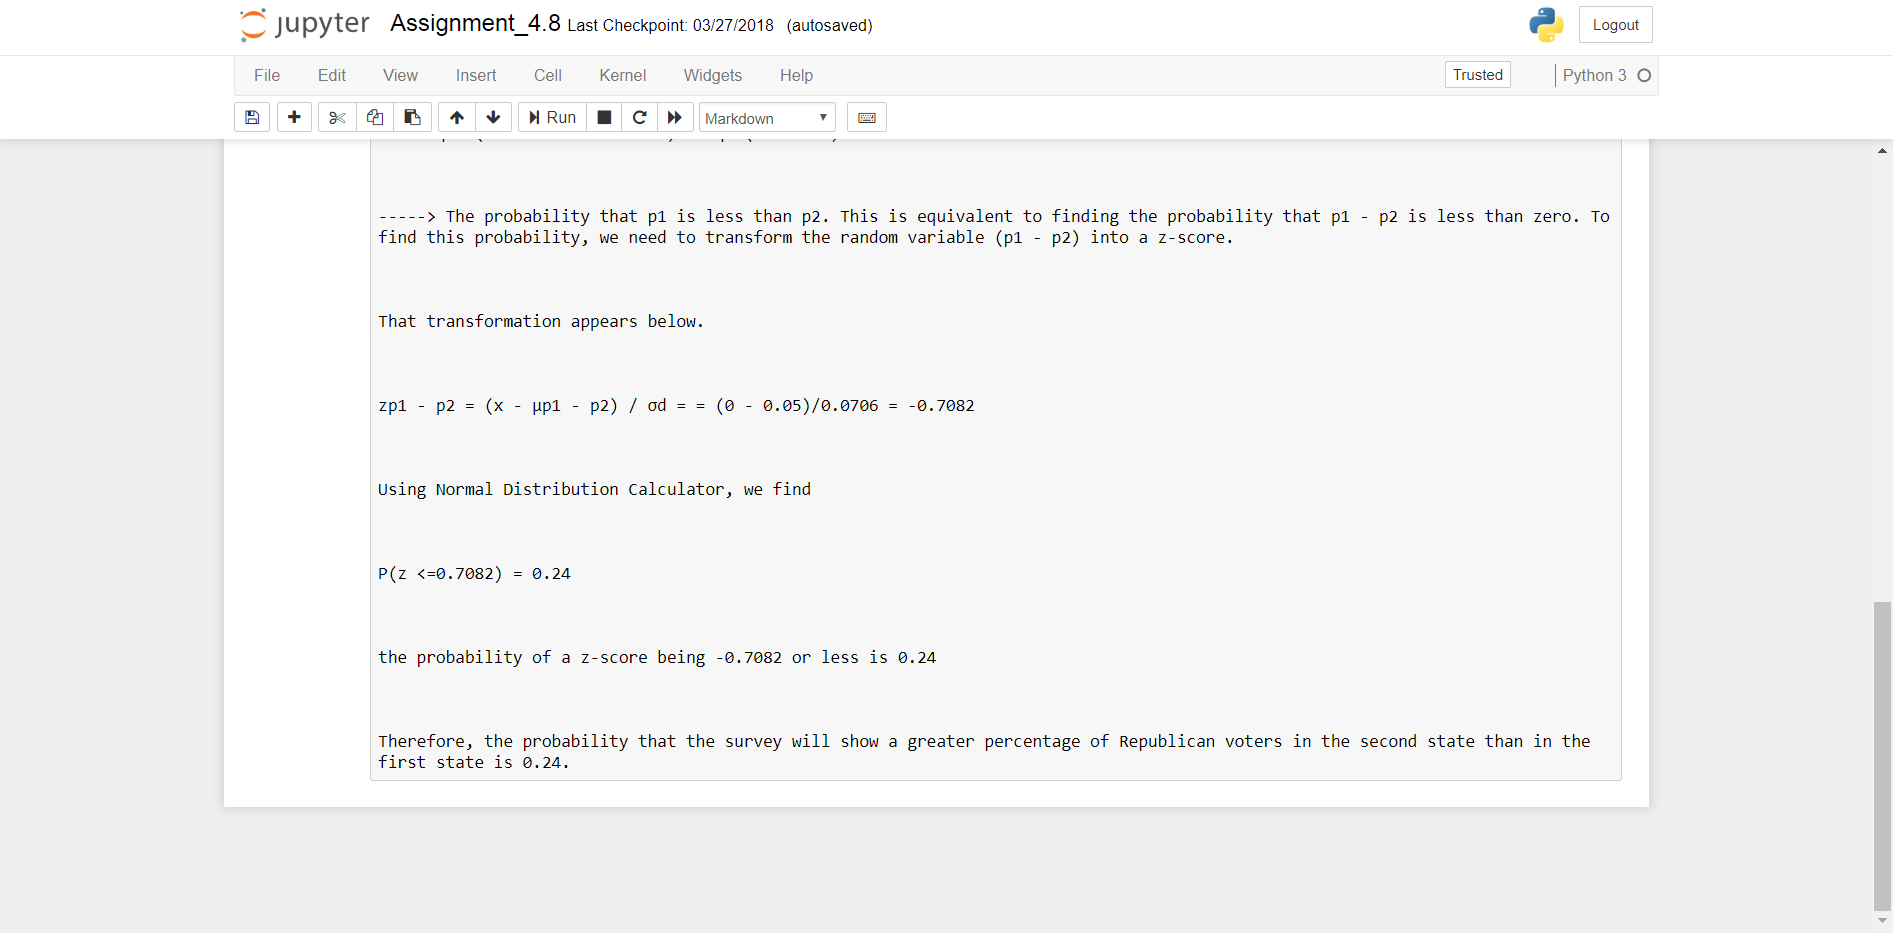 jupyter Assignment_4.8 Last Checkpoint: 03/27/2018 (autosaved)
Logout
File Edit View Insert Cell Kernel Widgets Help
Trusted
Python 3
Run
Markdown
-----> The probability that p1 is less than p2. This is equivalent to finding the probability that p1 - p2 is less than zero. To
find this probability, we need to transform the random variable (p1 - p2) into a z-score.
That transformation appears below.
zp1 - p2 = (x - μp1 - p2) / σd = = (0 - 0.05)/0.0706 = -0.7082
Using Normal Distribution Calculator, we find
P(z <=0.7082) = 0.24
the probability of a z-score being -0.7082 or less is 0.24
Therefore, the probability that the survey will show a greater percentage of Republican voters in the second state than in the
first state is 0.24.